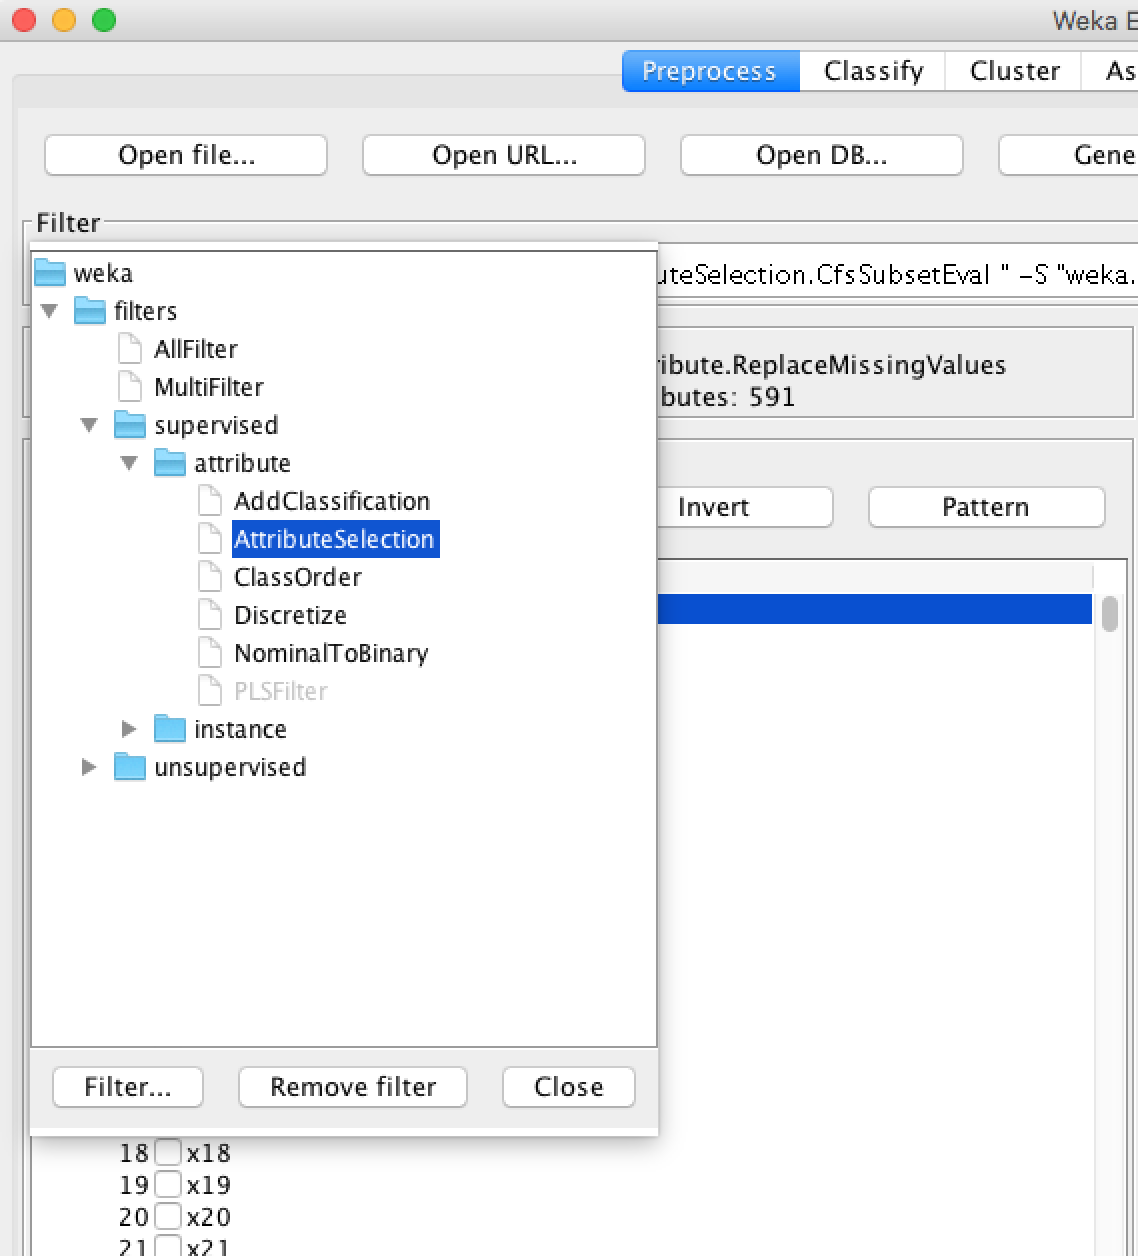 Weka E
Preprocess Classify Cluster As
Open file... Open URL... Open DB... Gene
Filter
weka
uteSelection.CfsSubsetEval " -S "weka.
filters
AllFilter
ribute.ReplaceMissingValues
MultiFilter
butes: 591
supervised
attribute
AddClassification
Invert Pattern
AttributeSelection
ClassOrder
Discretize
NominalToBinary
PLSFilter
instance
unsupervised
Filter... Remove filter Close
18 x18
19 x19
20 x20
21 x21